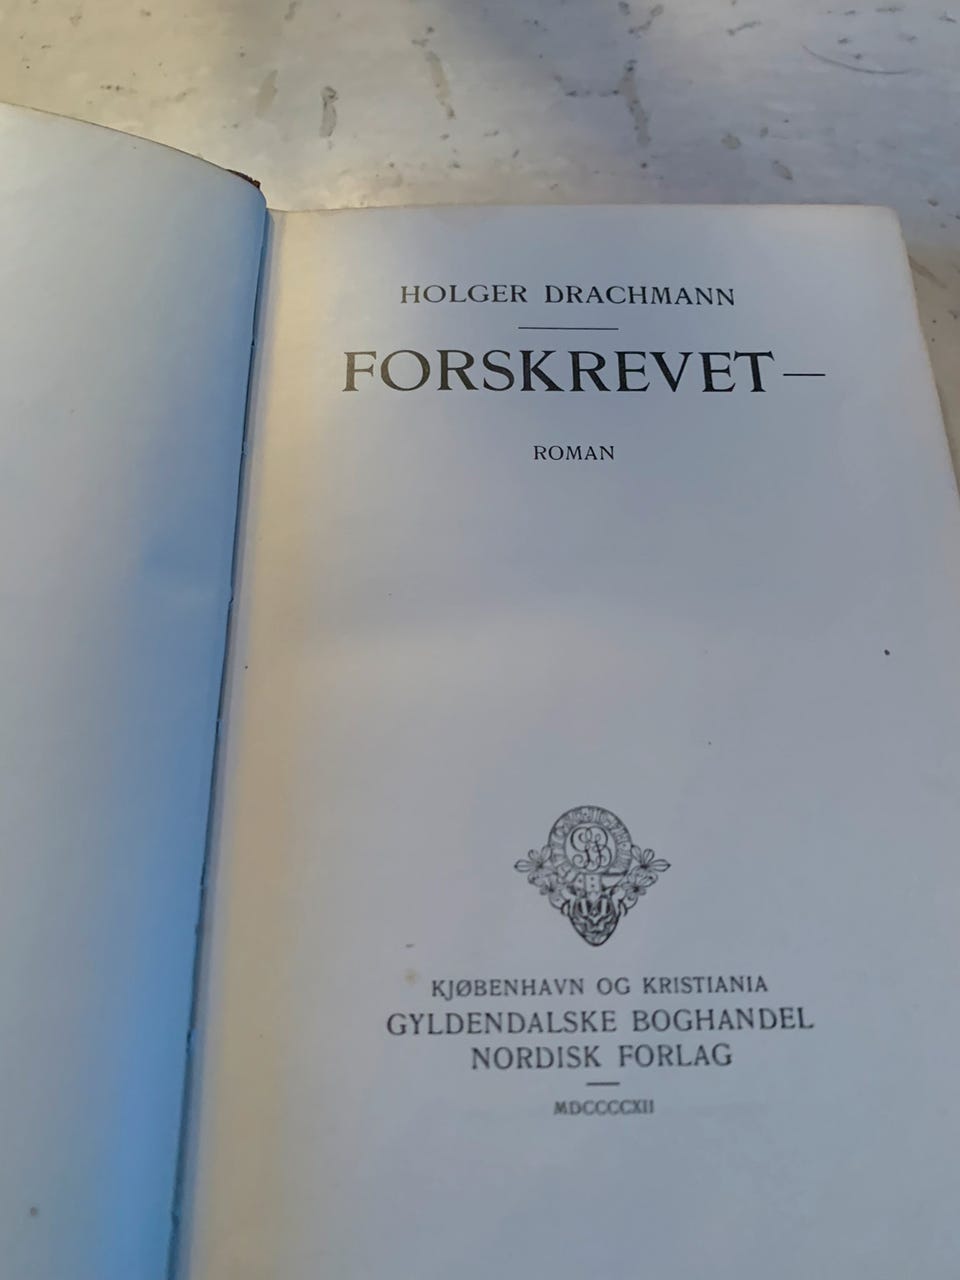 HOLGER DRACHMANN
FORSKREVET—
ROMAN
KJØBENHAVN OG KRISTIANIA
GYLDENDALSKE BOGHANDEL
NORDISK FORLAG
MDCCCCXII